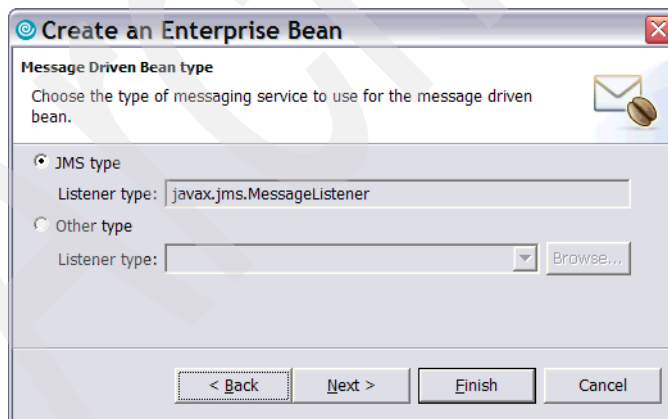 Create an Enterprise Bean
Message Driven Bean type
Choose the type of messaging service to use for the message driven
bean.
JMS type
Listener type: javax.jms.MessageListener
Other type
Listener type: Browse...
< Back Next > Finish Cancel